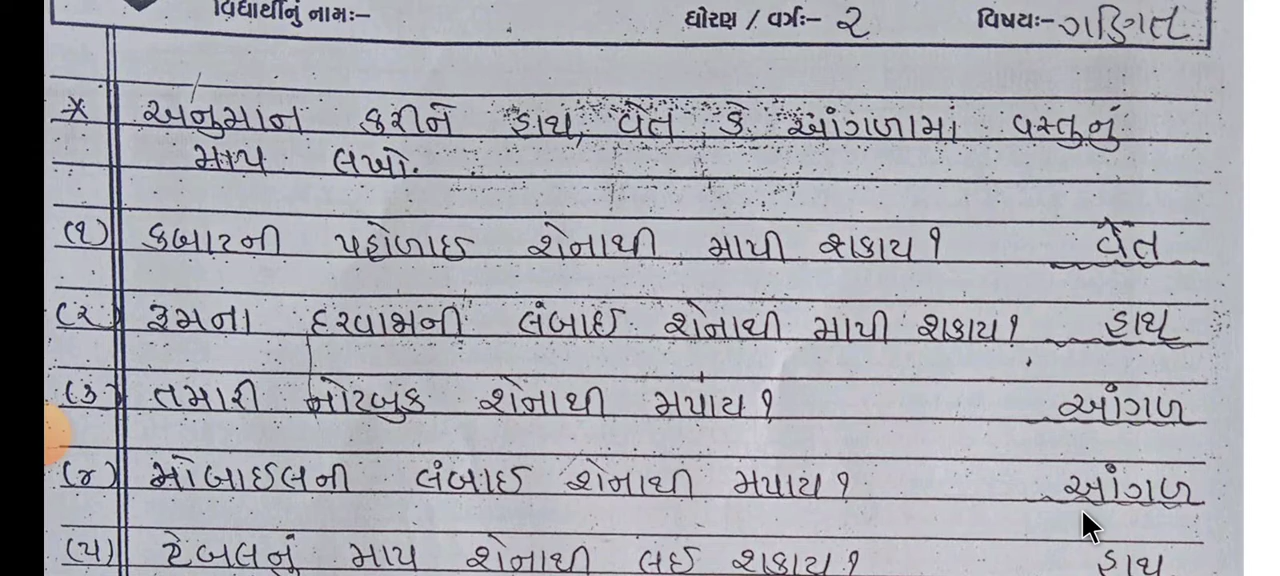 વિદ્યાર્થીનું નામઃ- ધોરણ / વર્ગઃ- ૨ વિષયઃ- ગણિત
* અનુમાન કરીને હાથ, વેંત કે આંગળામાં વસ્તુનું
માપ લખો.
(૧) કબાટની પહોળાઈ શેનાથી માપી શકાય? વેંત
(૨) રૂમના દરવાજાની લંબાઈ શેનાથી માપી શકાય? હાથ
(૩) તમારી નોટબુક શેનાથી મપાય? આંગળ
(૪) મોબાઈલની લંબાઈ શેનાથી મપાય? આંગળ
(૫) ટેબલનું માપ શેનાથી લઈ શકાય? હાથ